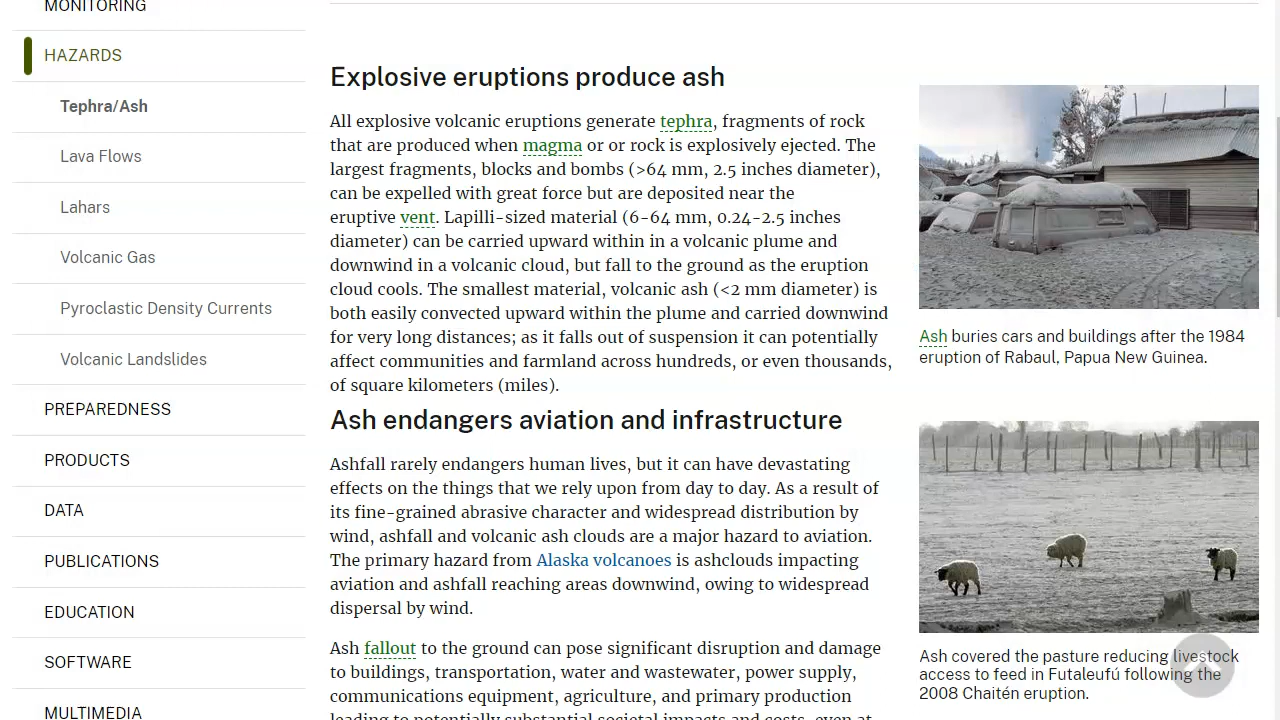 MONITORING
HAZARDS
Tephra/Ash
Lava Flows
Lahars
Volcanic Gas
Pyroclastic Density Currents
Volcanic Landslides
PREPAREDNESS
PRODUCTS
DATA
PUBLICATIONS
EDUCATION
SOFTWARE
MULTIMEDIA
Explosive eruptions produce ash
All explosive volcanic eruptions generate tephra, fragments of rock
that are produced when magma or or rock is explosively ejected. The
largest fragments, blocks and bombs (>64 mm, 2.5 inches diameter),
can be expelled with great force but are deposited near the
eruptive vent. Lapilli-sized material (6-64 mm, 0.24-2.5 inches
diameter) can be carried upward within in a volcanic plume and
downwind in a volcanic cloud, but fall to the ground as the eruption
cloud cools. The smallest material, volcanic ash (<2 mm diameter) is
both easily convected upward within the plume and carried downwind
for very long distances; as it falls out of suspension it can potentially
affect communities and farmland across hundreds, or even thousands,
of square kilometers (miles).
Ash endangers aviation and infrastructure
Ashfall rarely endangers human lives, but it can have devastating
effects on the things that we rely upon from day to day. As a result of
its fine-grained abrasive character and widespread distribution by
wind, ashfall and volcanic ash clouds are a major hazard to aviation.
The primary hazard from Alaska volcanoes is ashclouds impacting
aviation and ashfall reaching areas downwind, owing to widespread
dispersal by wind.
Ash fallout to the ground can pose significant disruption and damage
to buildings, transportation, water and wastewater, power supply,
communications equipment, agriculture, and primary production
leading to potentially substantial societal impacts and costs, even at
Ash buries cars and buildings after the 1984
eruption of Rabaul, Papua New Guinea.
Ash covered the pasture reducing livestock
access to feed in Futaleufú following the
2008 Chaitén eruption.